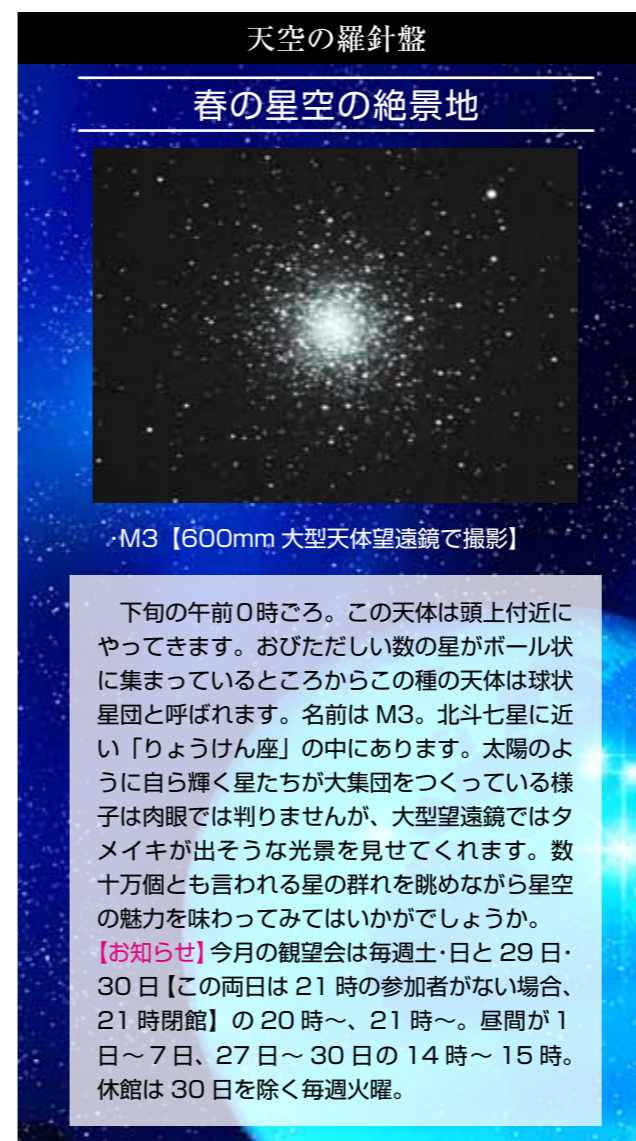 天空の羅針盤
春の星空の絶景地
M3【600mm 大型天体望遠鏡で撮影】
下旬の午前０時ごろ。この天体は頭上付近に
やってきます。おびただしい数の星がボール状
に集まっているところからこの種の天体は球状
星団と呼ばれます。名前は M3。北斗七星に近
い「りょうけん座」の中にあります。太陽のよ
うに自ら輝く星たちが大集団をつくっている様
子は肉眼では判りませんが、大型望遠鏡ではタ
メイキが出そうな光景を見せてくれます。数
十万個とも言われる星の群れを眺めながら星空
の魅力を味わってみてはいかがでしょうか。
【お知らせ】今月の観望会は毎週土・日と 29 日・
30 日【この両日は 21 時の参加者がない場合、
21 時閉館】の 20 時～、21 時～。昼間が１
日～７日、27 日～ 30 日の 14 時～ 15 時。
休館は 30 日を除く毎週火曜。